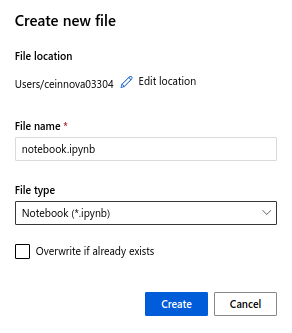 Create new file
File location
Users/ceinnova03304 Edit location
File name *
notebook.ipynb
File type
Notebook (*.ipynb)
Overwrite if already exists
Create Cancel